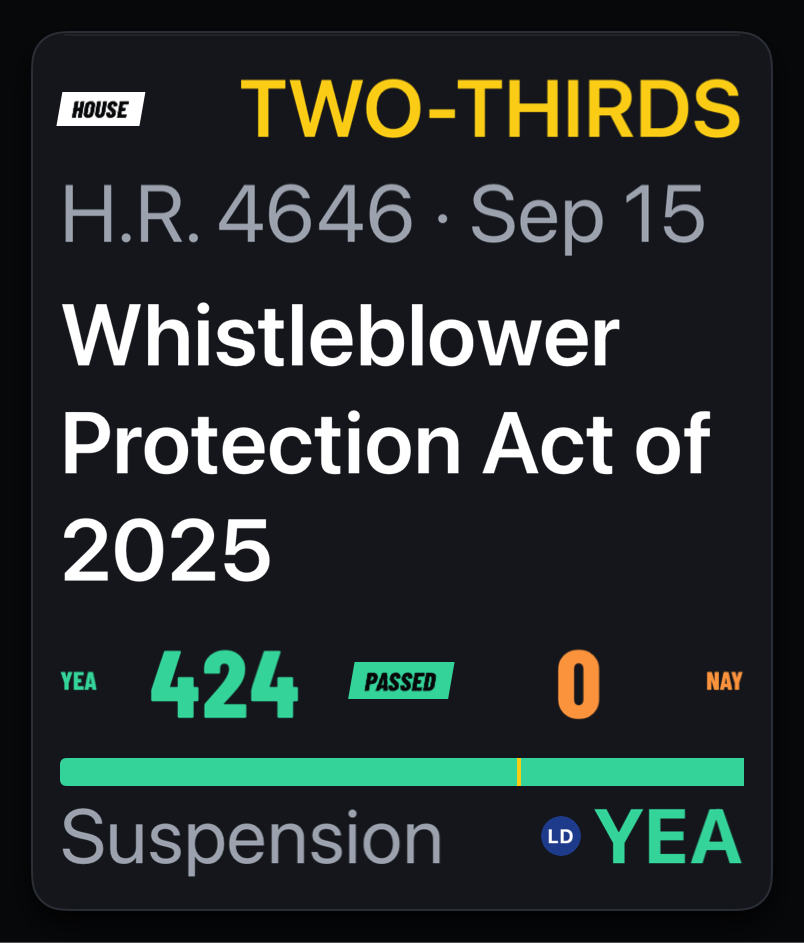 HOUSE TWO-THIRDS
H.R. 4646 · Sep 15
Whistleblower
Protection Act of
2025
YEA 424 PASSED 0 NAY
Suspension LD YEA